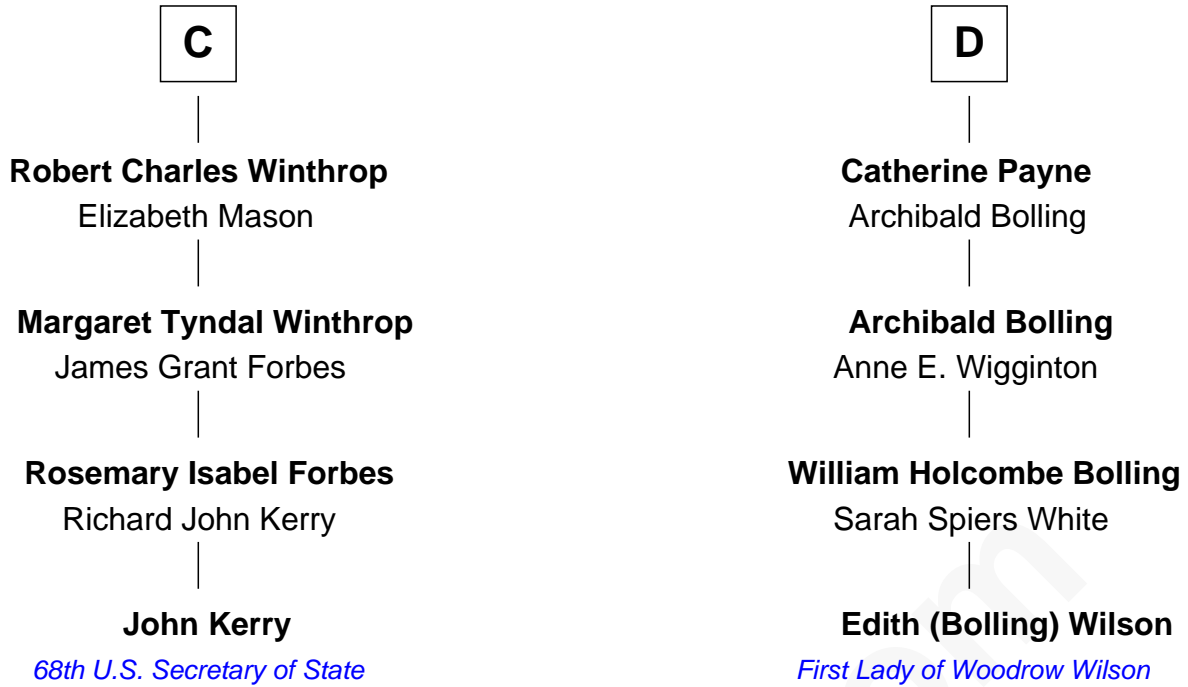 C
Robert Charles Winthrop
Elizabeth Mason
Margaret Tyndal Winthrop
James Grant Forbes
Rosemary Isabel Forbes
Richard John Kerry
John Kerry
68th U.S. Secretary of State
D
Catherine Payne
Archibald Bolling
Archibald Bolling
Anne E. Wigginton
William Holcombe Bolling
Sarah Spiers White
Edith (Bolling) Wilson
First Lady of Woodrow Wilson